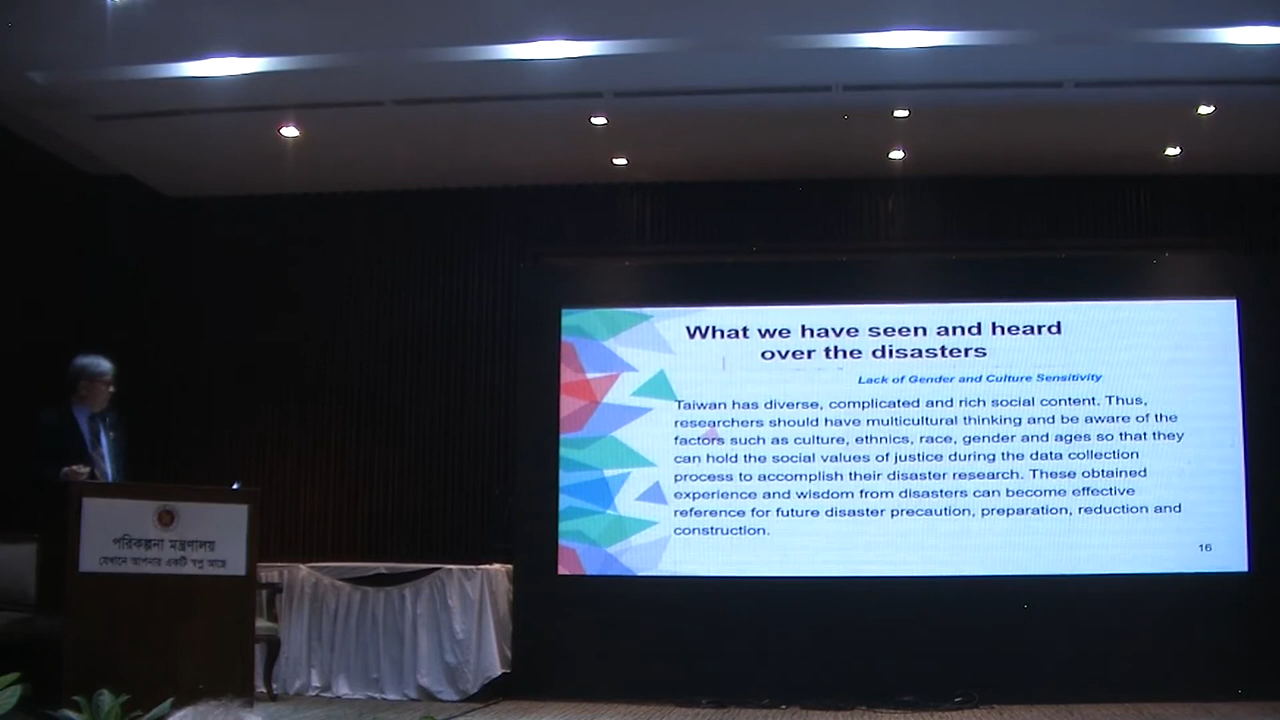 What we have seen and heard
over the disasters
Lack of Gender and Culture Sensitivity
Taiwan has diverse, complicated and rich social content. Thus,
researchers should have multicultural thinking and be aware of the
factors such as culture, ethnics, race, gender and ages so that they
can hold the social values of justice during the data collection
process to accomplish their disaster research. These obtained
experience and wisdom from disasters can become effective
reference for future disaster precaution, preparation, reduction and
construction.
16
পরিকল্পনা মন্ত্রণালয়
যেখানে আপনার একটি স্বপ্ন আছে